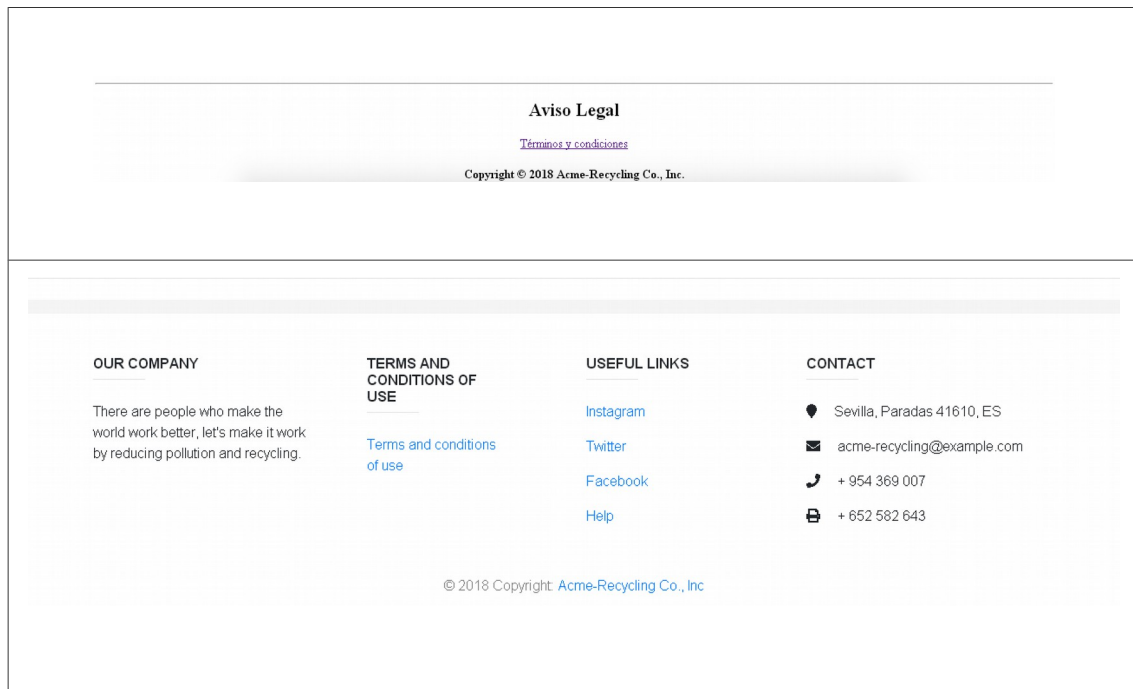 Aviso Legal
Términos y condiciones
Copyright © 2018 Acme-Recycling Co., Inc.
OUR COMPANY
There are people who make the
world work better, let's make it work
by reducing pollution and recycling.
TERMS AND
CONDITIONS OF
USE
Terms and conditions
of use
USEFUL LINKS
Instagram
Twitter
Facebook
Help
CONTACT
Sevilla, Paradas 41610, ES
acme-recycling@example.com
+ 954 369 007
+ 652 582 643
© 2018 Copyright: Acme-Recycling Co., Inc